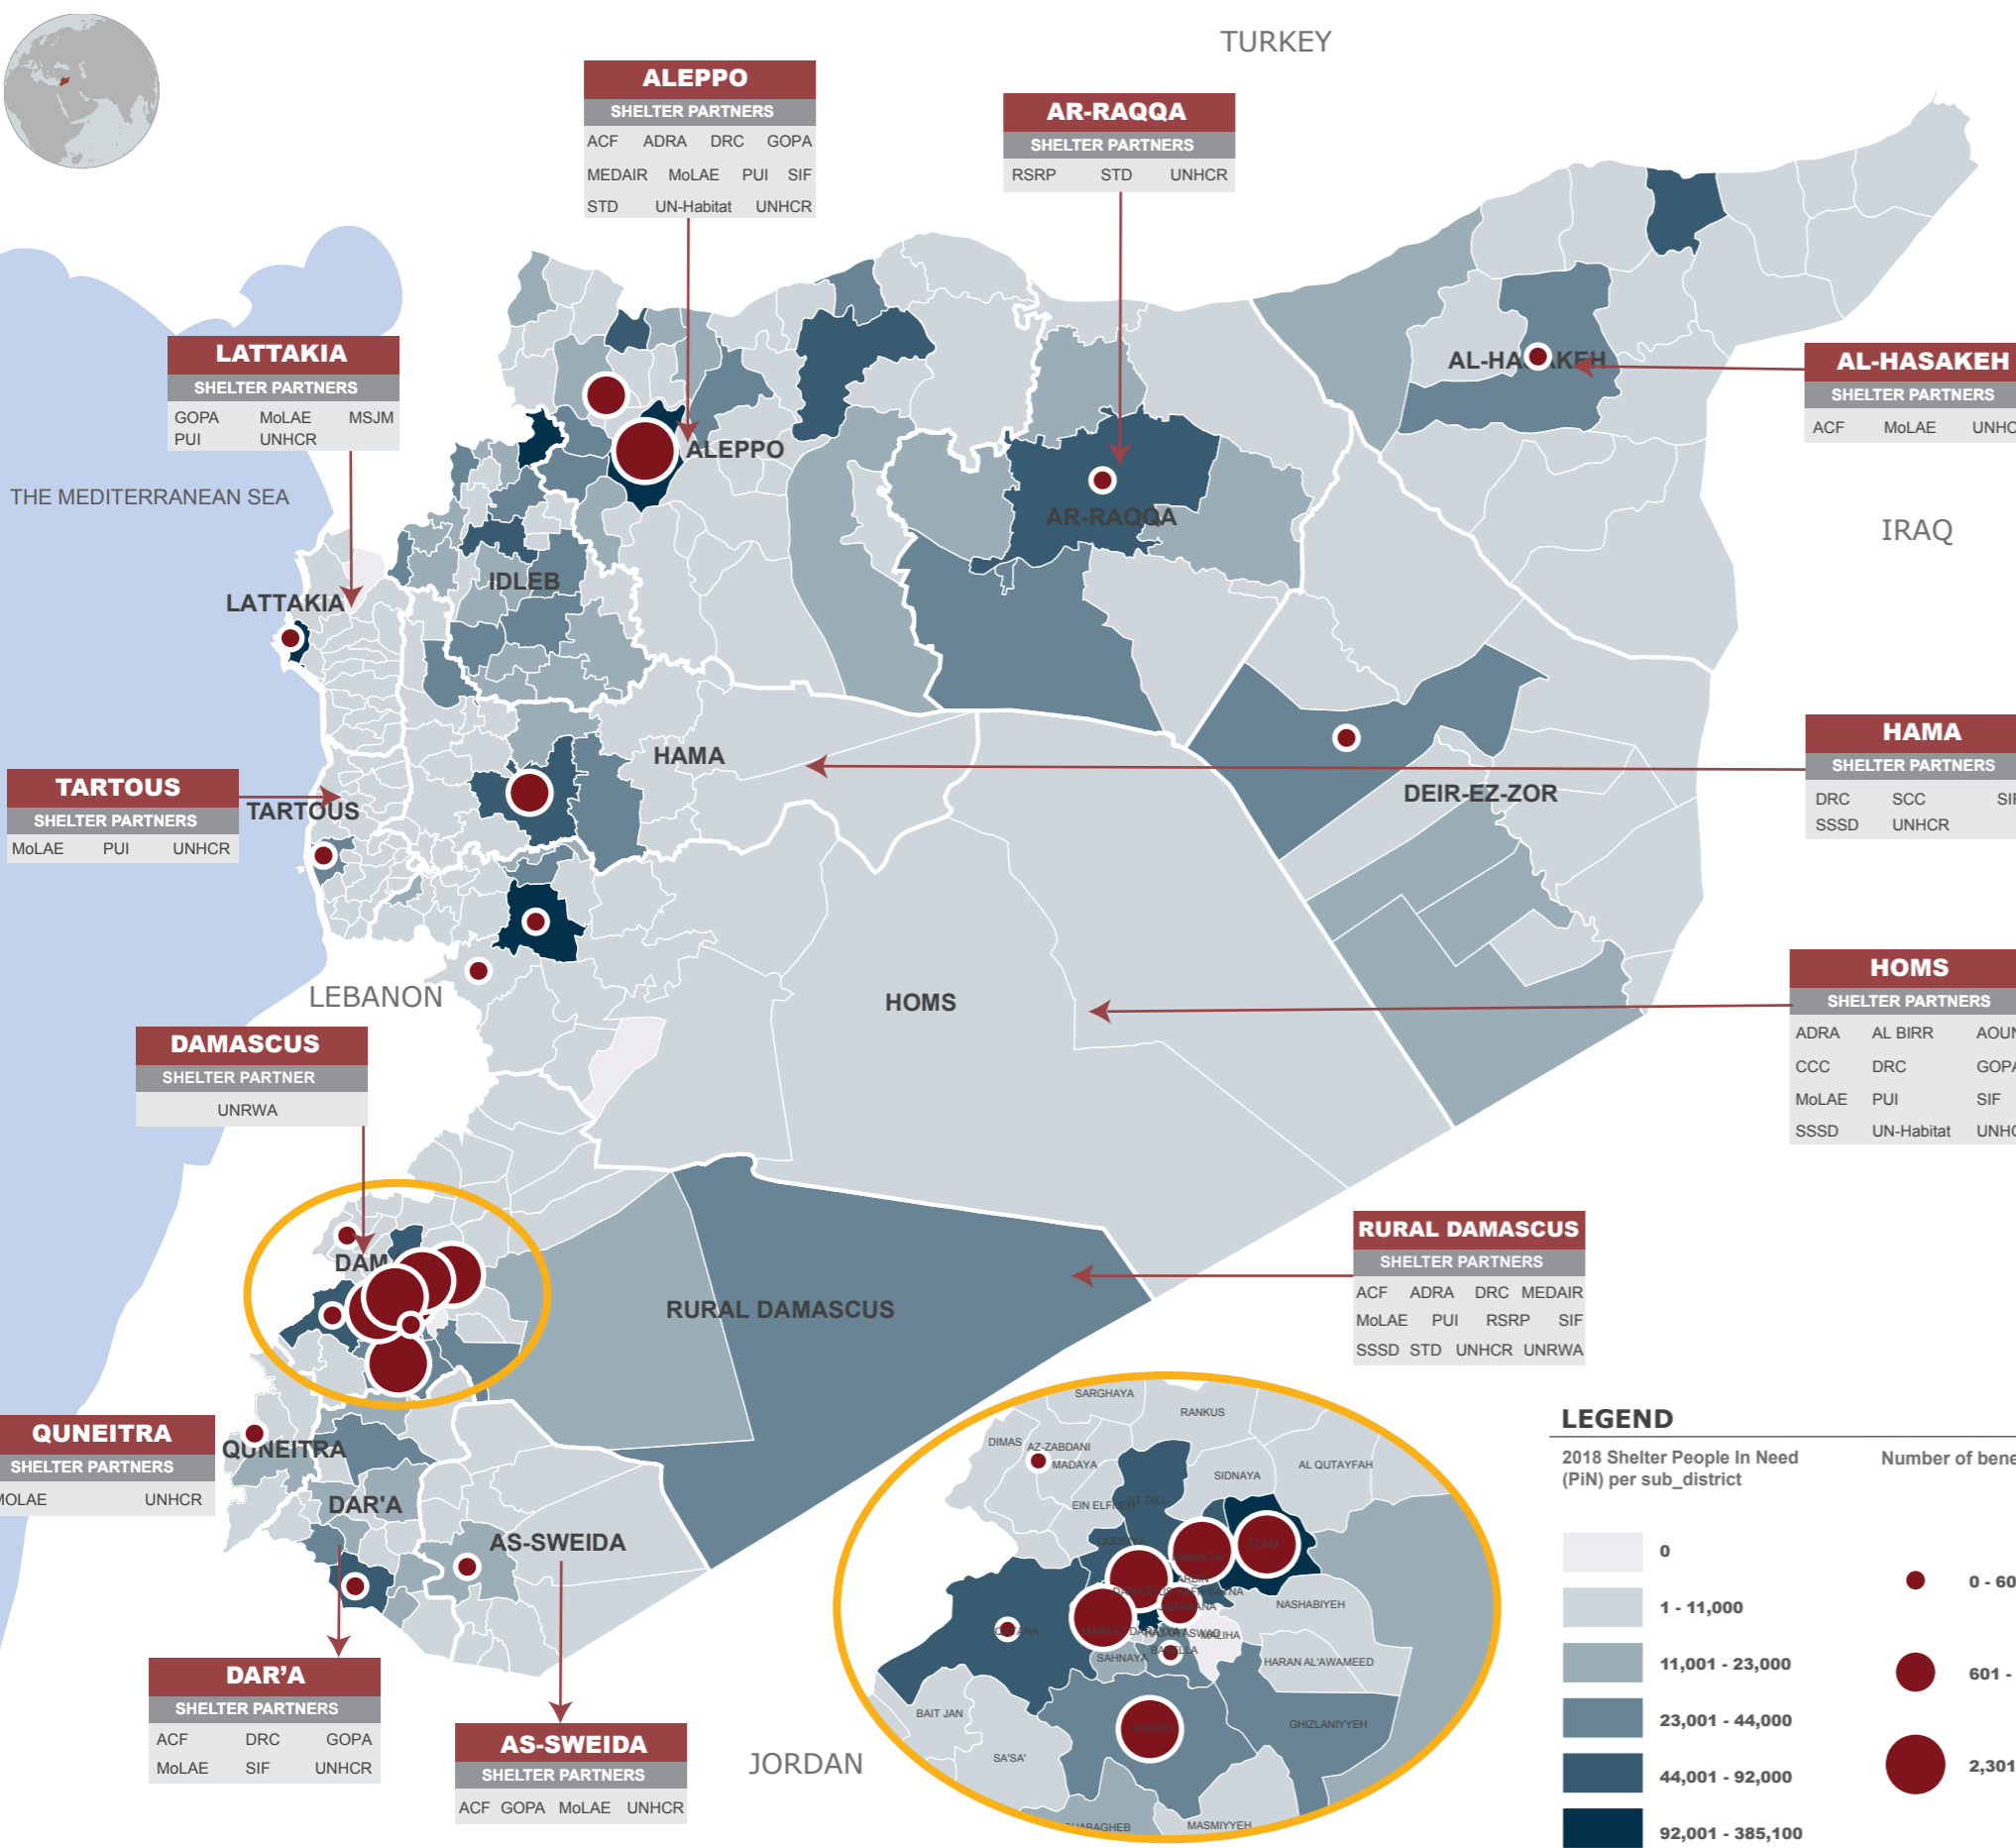 TURKEY
ALEPPO
SHELTER PARTNERS
ACF ADRA DRC GOPA
MEDAIR MoLAE PUI SIF
STD UN-Habitat UNHCR
AR-RAQQA
SHELTER PARTNERS
RSRP STD UNHCR
LATTAKIA
SHELTER PARTNERS
GOPA MoLAE MSJM
PUI UNHCR
AL-HASAKEH
SHELTER PARTNERS
ACF MoLAE
THE MEDITERRANEAN SEA
ALEPPO
AR-RAQQA
IRAQ
IDLEB
LATTAKIA
HAMA
SHELTER PARTNERS
DRC SCC
SSSD UNHCR
HAMA
TARTOUS
SHELTER PARTNERS
MoLAE PUI UNHCR
TARTOUS
DEIR-EZ-ZOR
HOMS
SHELTER PARTNERS
ADRA AL BIRR
CCC DRC
MoLAE PUI SIF
SSSD UN-Habitat
LEBANON
HOMS
DAMASCUS
SHELTER PARTNER
UNRWA
DAM
RURAL DAMASCUS
RURAL DAMASCUS
SHELTER PARTNERS
ACF ADRA DRC MEDAIR
MoLAE PUI RSRP SIF
SSSD STD UNHCR UNRWA
QUNEITRA
SHELTER PARTNERS
UNHCR
QUNEITRA
DAR'A
AS-SWEIDA
DAR'A
SHELTER PARTNERS
ACF DRC GOPA
MoLAE SIF UNHCR
AS-SWEIDA
SHELTER PARTNERS
ACF GOPA MoLAE UNHCR
JORDAN
SARGHAYA
RANKUS
DIMAS
AZ-ZABDANI
MADAYA
SIDNAYA
AL QUTAYFAH
NASHABIYEH
MALIHA
SAHNAYA
HARAN AL'AWAMEED
BAIT JAN
GHIZLANIYYEH
SA'SA'
MASMIYYEH
LEGEND
2018 Shelter People In Need
(PiN) per sub_district
Number of
0
1 - 11,000
11,001 - 23,000
23,001 - 44,000
44,001 - 92,000
92,001 - 385,100
0 -
601 -
2,301